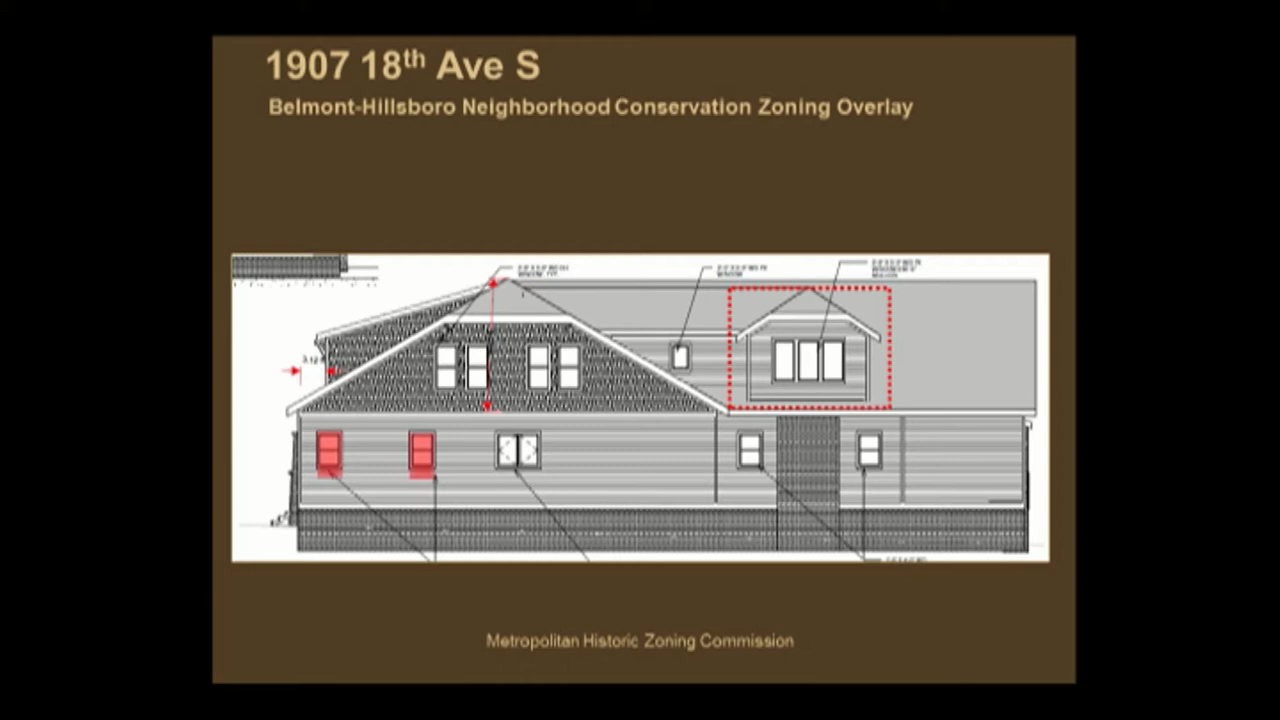 1907 18th Ave S
Belmont-Hillsboro Neighborhood Conservation Zoning Overlay
Metropolitan Historic Zoning Commission